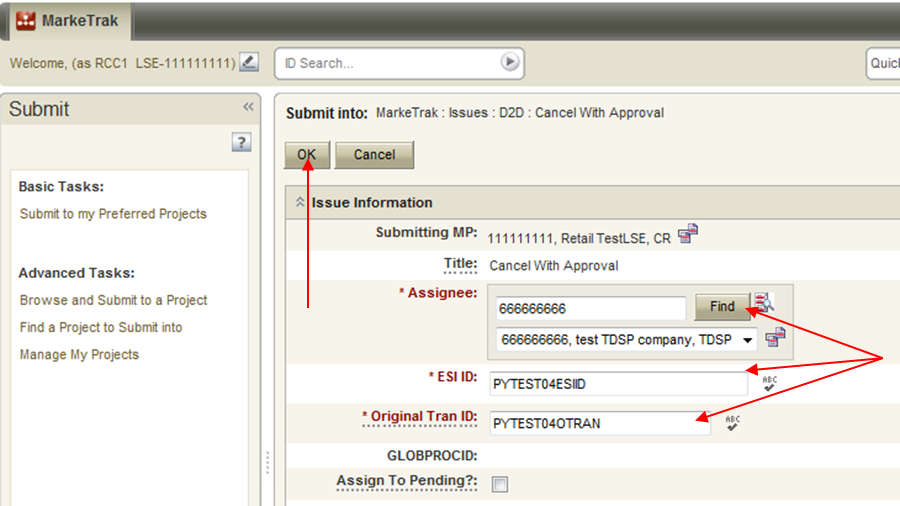 MarkeTrak
Welcome, (as RCC1 LSE-111111111)
ID Search...
Quick
Submit
«
?
Basic Tasks:
Submit to my Preferred Projects
Advanced Tasks:
Browse and Submit to a Project
Find a Project to Submit into
Manage My Projects
Submit into: MarkeTrak : Issues : D2D : Cancel With Approval
OK Cancel
Issue Information
Submitting MP: 111111111, Retail TestLSE, CR
Title: Cancel With Approval
* Assignee:
666666666 Find
666666666, test TDSP company, TDSP
* ESI ID: PYTEST04ESIID ABC
* Original Tran ID: PYTEST04OTRAN ABC
GLOBPROCID:
Assign To Pending?: